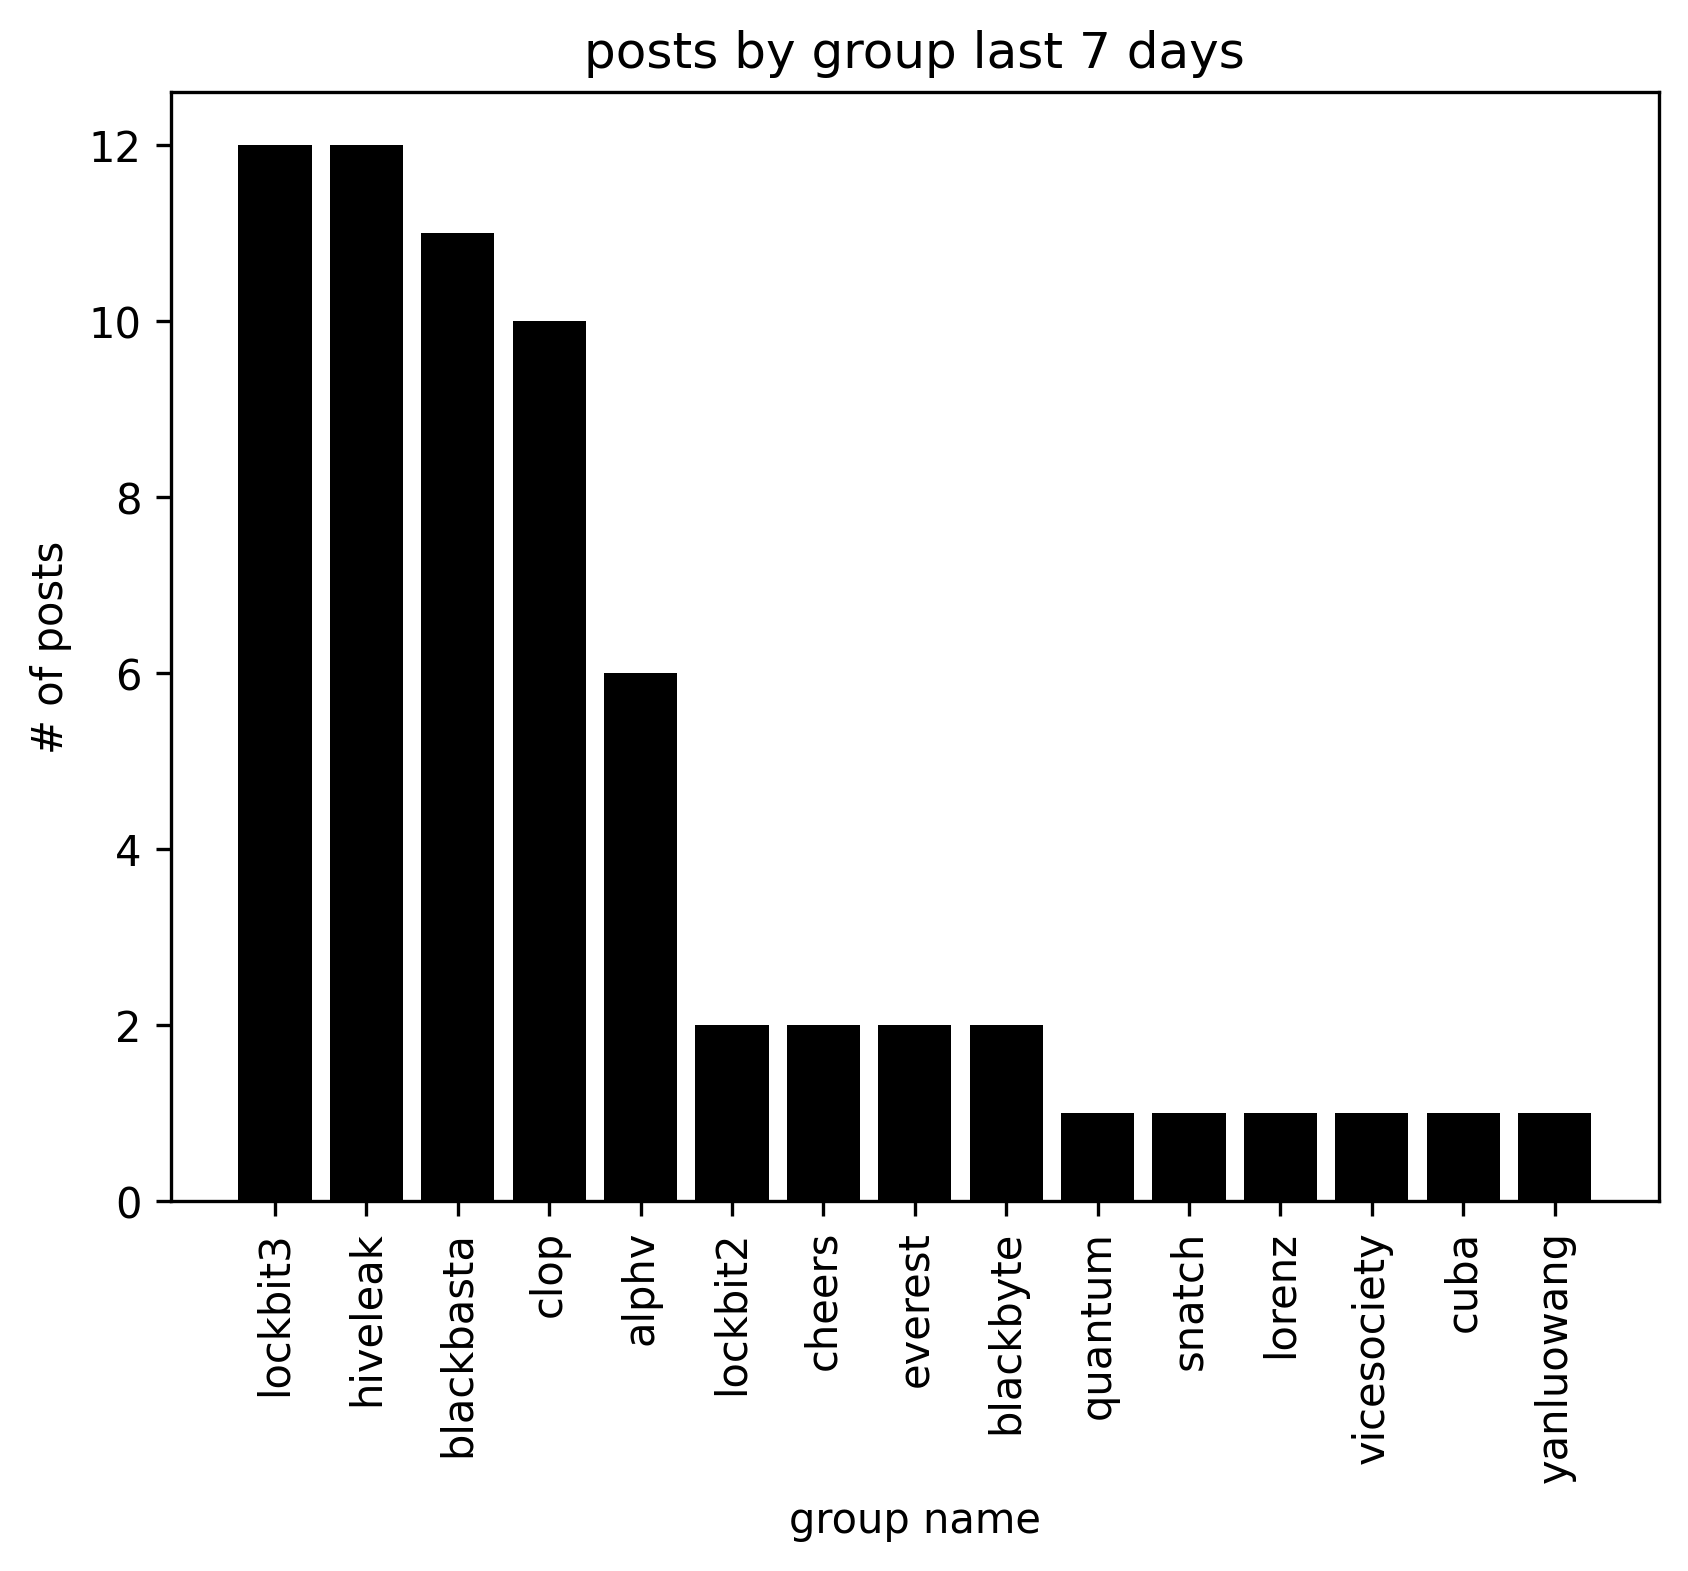 posts by group last 7 days
12
10
8
6
4
2
0
# of posts
lockbit3
hiveleak
blackbasta
clop
alphv
lockbit2
cheers
everest
blackbyte
quantum
snatch
lorenz
vicesociety
cuba
yanluowang
group name